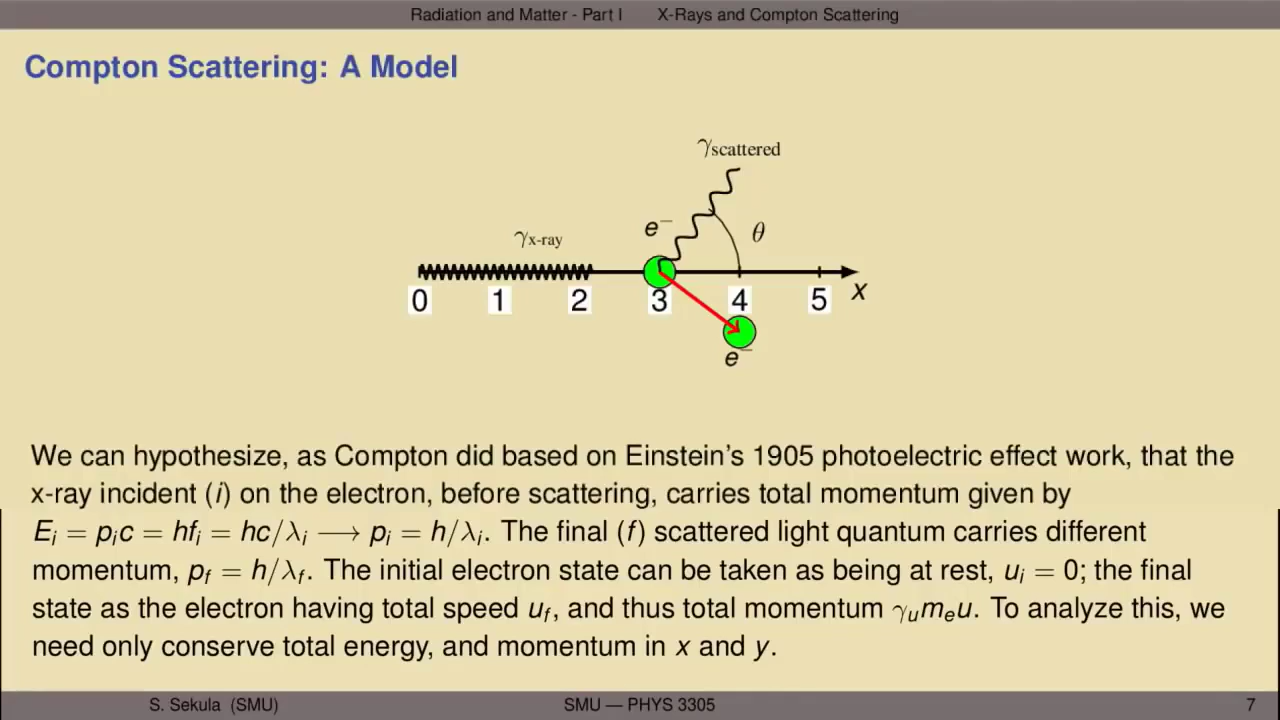 Radiation and Matter - Part I X-Rays and Compton Scattering
Compton Scattering: A Model
γscattered
e−
θ
γx-ray
0 1 2 3 4 5 x
e−
We can hypothesize, as Compton did based on Einstein's 1905 photoelectric effect work, that the
x-ray incident (i) on the electron, before scattering, carries total momentum given by
Ei = pic = hfi = hc/λi ⟶ pi = h/λi. The final (f) scattered light quantum carries different
momentum, pf = h/λf. The initial electron state can be taken as being at rest, ui = 0; the final
state as the electron having total speed uf, and thus total momentum γumeu. To analyze this, we
need only conserve total energy, and momentum in x and y.
S. Sekula (SMU) SMU — PHYS 3305 7